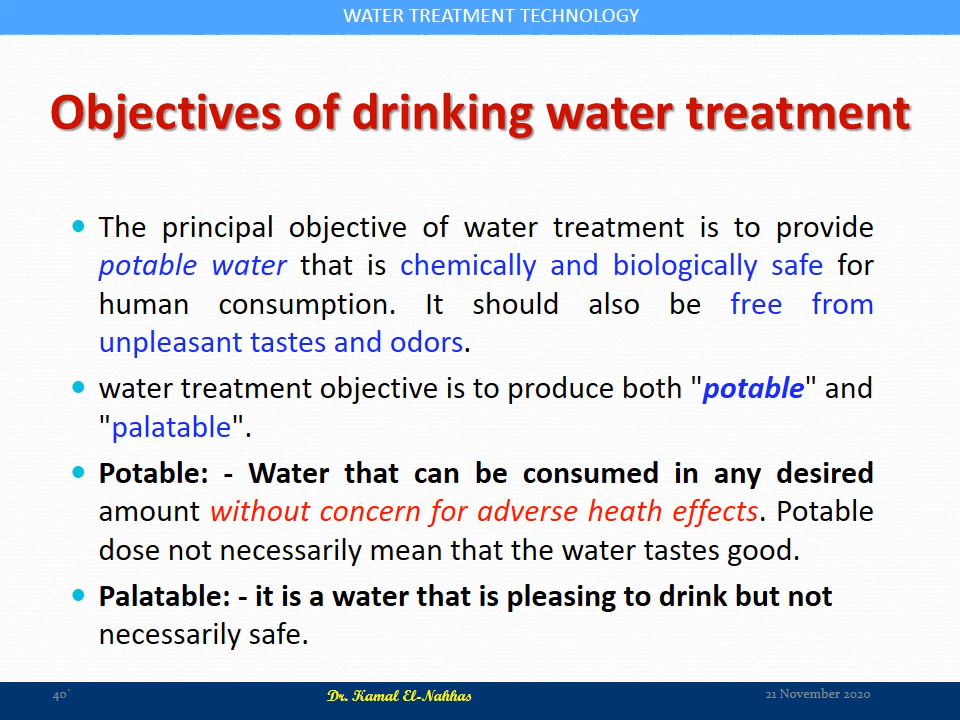 WATER TREATMENT TECHNOLOGY
Objectives of drinking water treatment
The principal objective of water treatment is to provide
potable water that is chemically and biologically safe for
human consumption. It should also be free from
unpleasant tastes and odors.
water treatment objective is to produce both "potable" and
"palatable".
Potable: - Water that can be consumed in any desired
amount without concern for adverse heath effects. Potable
dose not necessarily mean that the water tastes good.
Palatable: - it is a water that is pleasing to drink but not
necessarily safe.
40`
Dr. Kamal El-Nahhas
21 November 2020